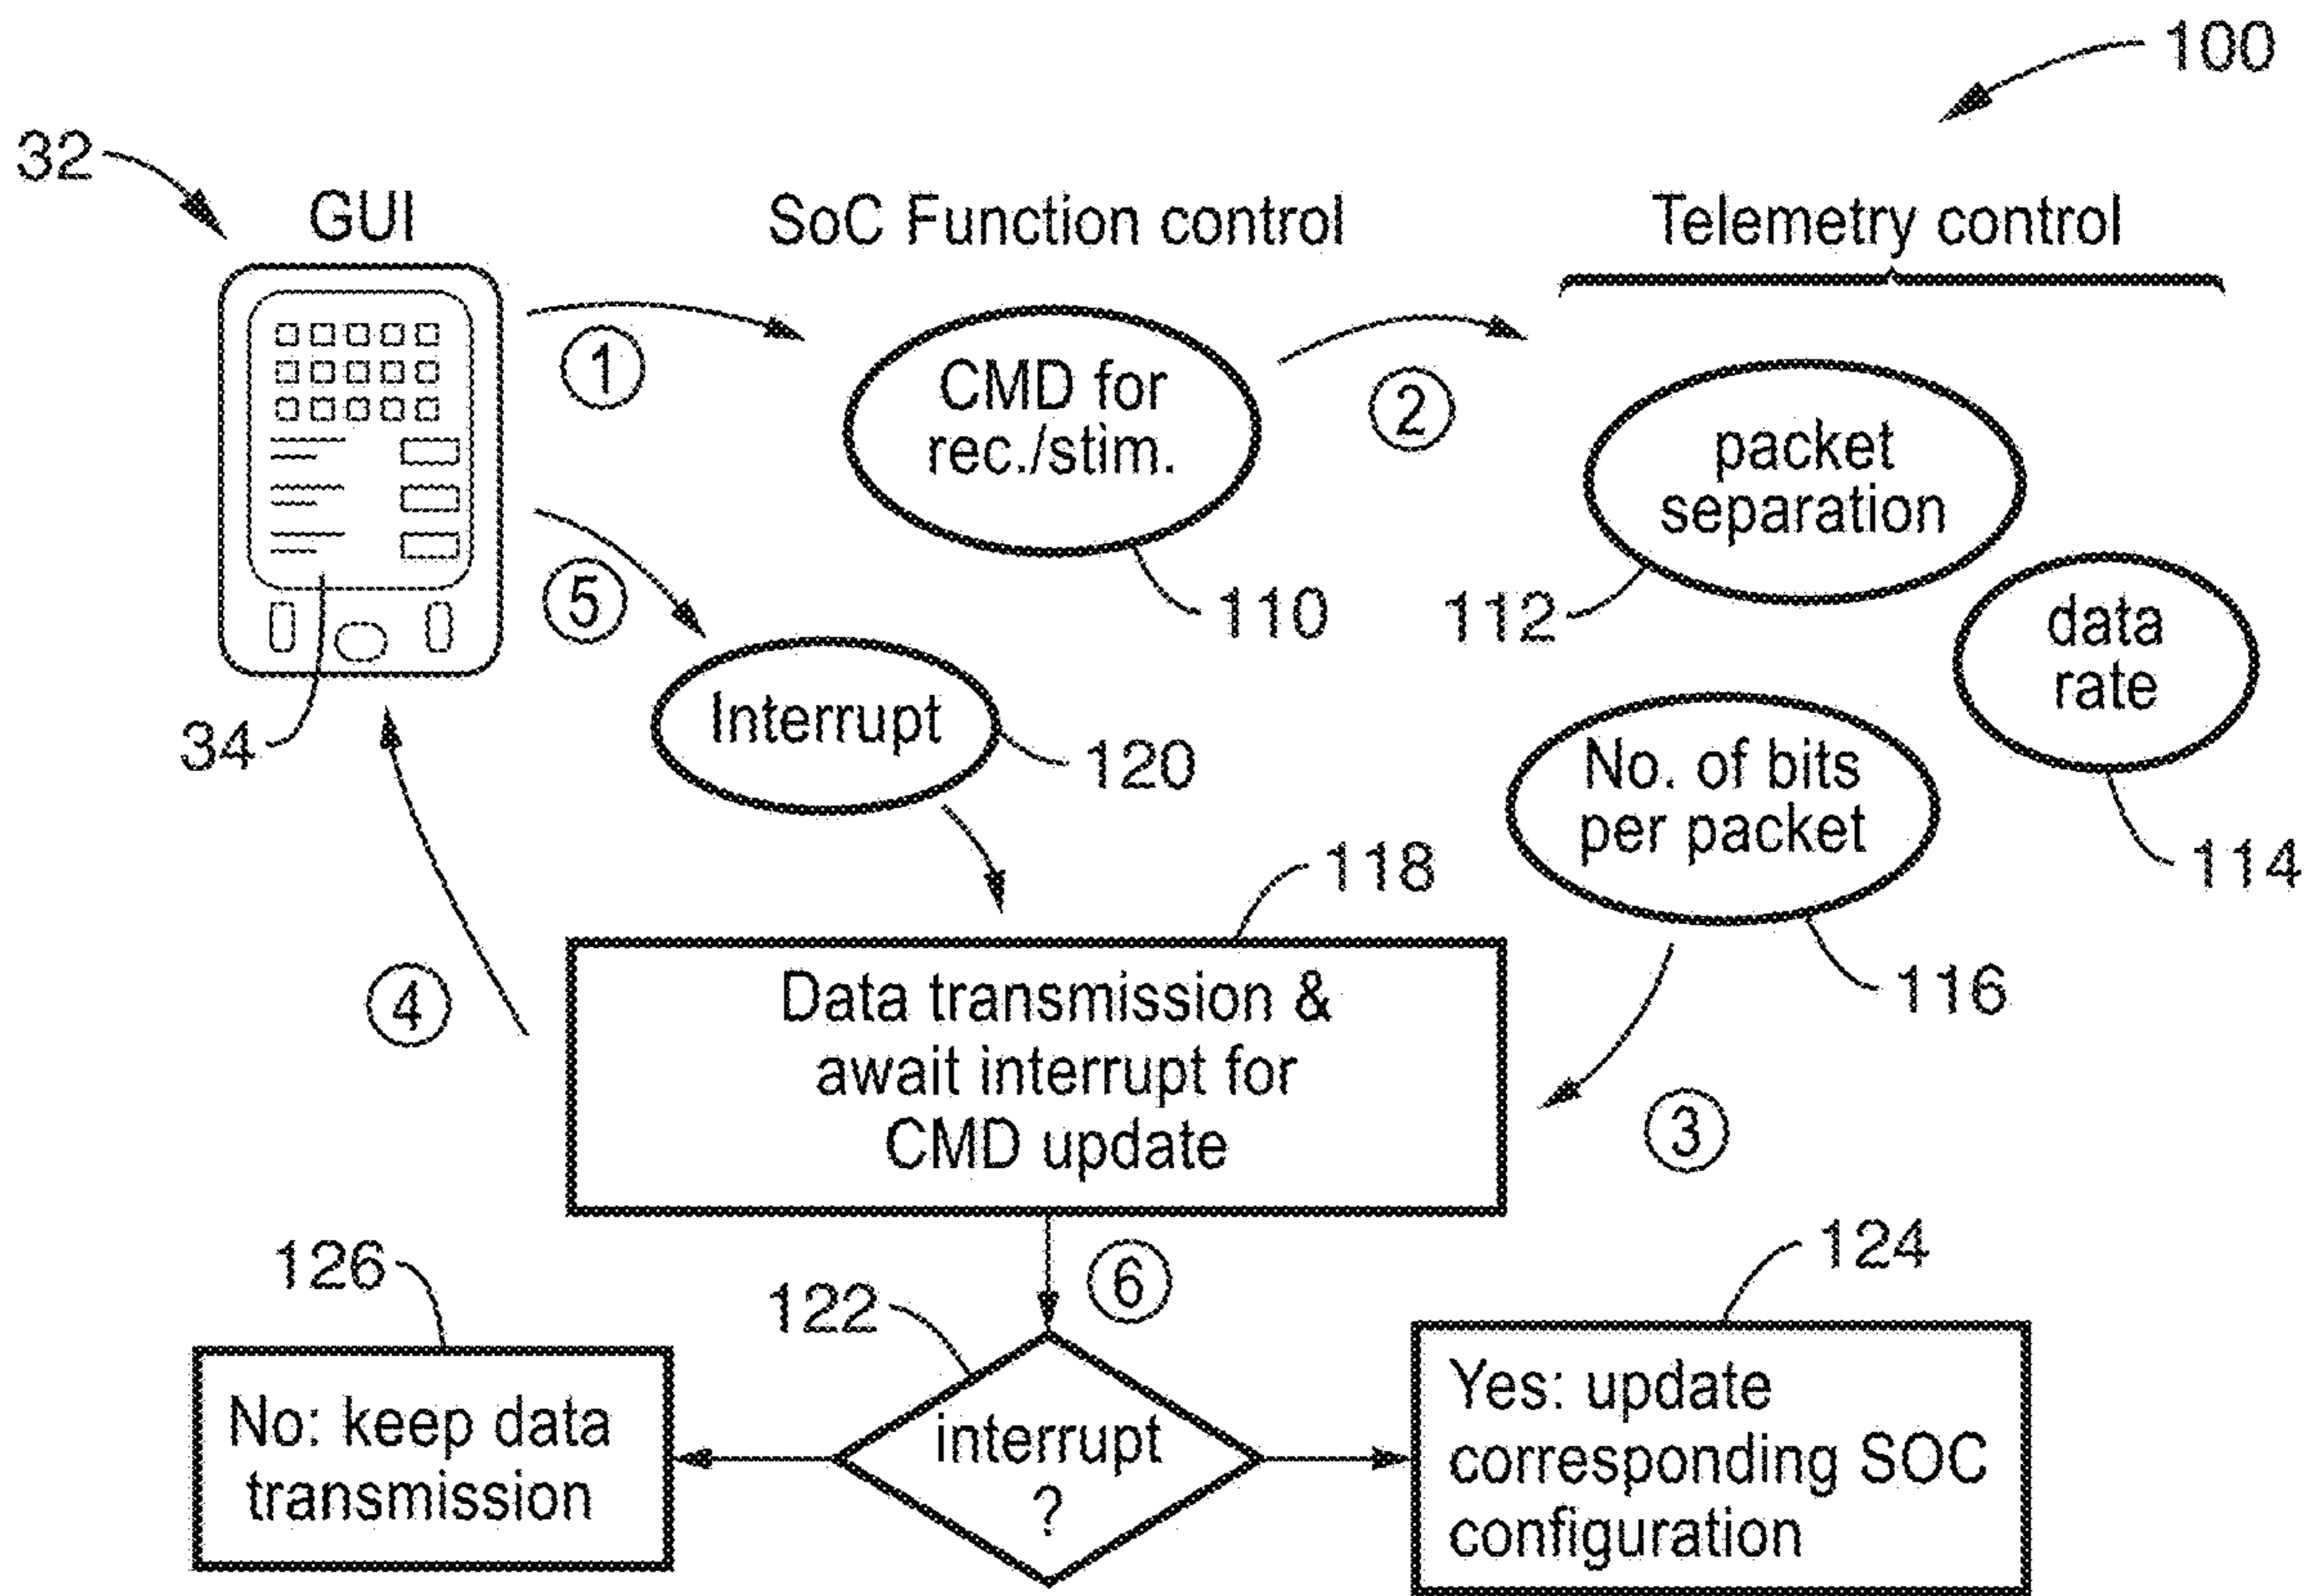 100
32
GUI
SoC Function control
Telemetry control
1
CMD for
rec./stim.
2
packet
separation
5
110
112
data
rate
34
Interrupt
120
No. of bits
per packet
118
114
4
Data transmission &
await interrupt for
CMD update
116
3
126
122
6
124
No: keep data
transmission
interrupt
?
Yes: update
corresponding SOC
configuration